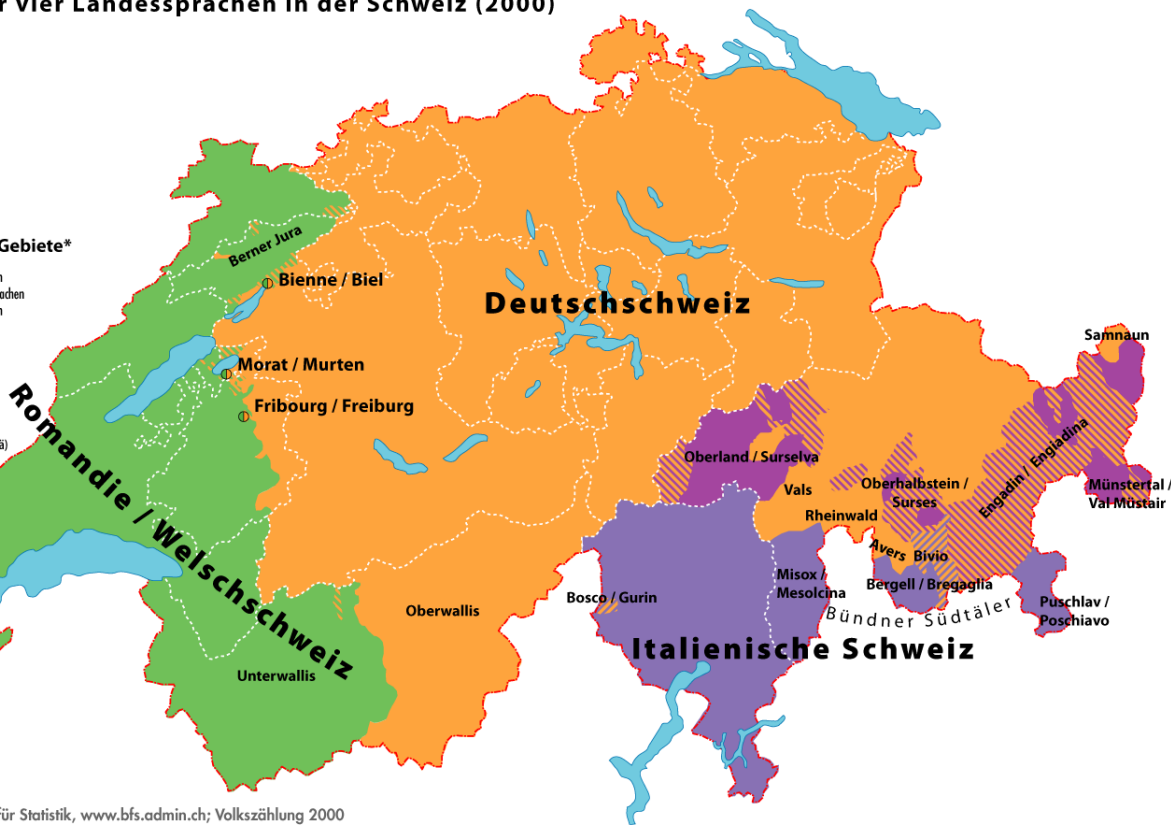 r vier Landessprachen in der Schweiz (2000)
Gebiete*
n
achen
n
ä)
Berner Jura
Bienne / Biel
Morat / Murten
Fribourg / Freiburg
Deutschschweiz
Romandie / Welschschweiz
Samnaun
Oberland / Surselva
Vals
Rheinwald
Oberhalbstein /
Surses
Engadin / Engiadina
Münstertal /
Val Müstair
Avers
Bivio
Bergell / Bregaglia
Misox /
Mesolcina
Bündner Südtäler
Puschlav /
Poschiavo
Bosco / Gurin
Oberwallis
Italienische Schweiz
Unterwallis
für Statistik, www.bfs.admin.ch; Volkszählung 2000